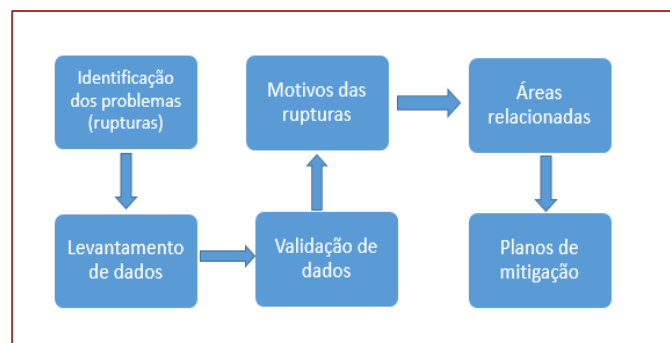 Identificação
dos problemas
(rupturas)
Levantamento
de dados
Validação de
dados
Motivos das
rupturas
Áreas
relacionadas
Planos de
mitigação